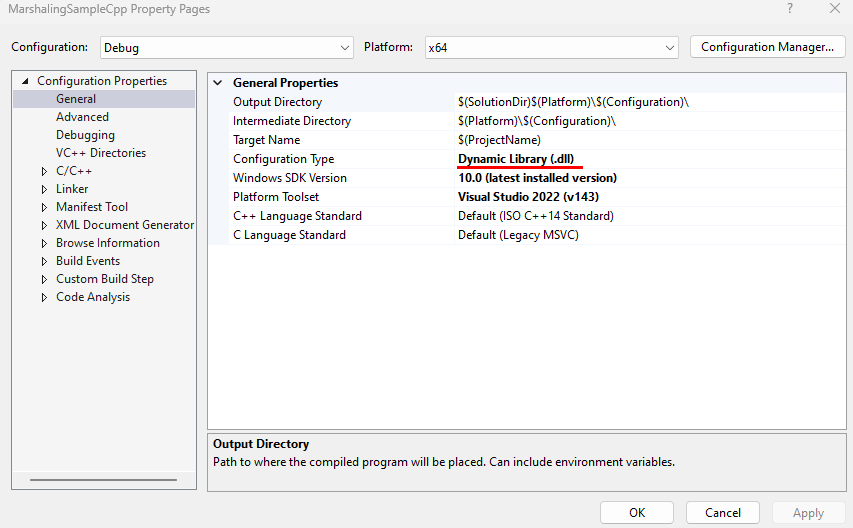 MarshalingSampleCpp Property Pages ? ×
Configuration: Debug Platform: x64 Configuration Manager...
Configuration Properties
General
Advanced
Debugging
VC++ Directories
C/C++
Linker
Manifest Tool
XML Document Generator
Browse Information
Build Events
Custom Build Step
Code Analysis
General Properties
Output Directory $(SolutionDir)$(Platform)\$(Configuration)\
Intermediate Directory $(Platform)\$(Configuration)\
Target Name $(ProjectName)
Configuration Type Dynamic Library (.dll)
Windows SDK Version 10.0 (latest installed version)
Platform Toolset Visual Studio 2022 (v143)
C++ Language Standard Default (ISO C++14 Standard)
C Language Standard Default (Legacy MSVC)
Output Directory
Path to where the compiled program will be placed. Can include environment variables.
OK Cancel Apply